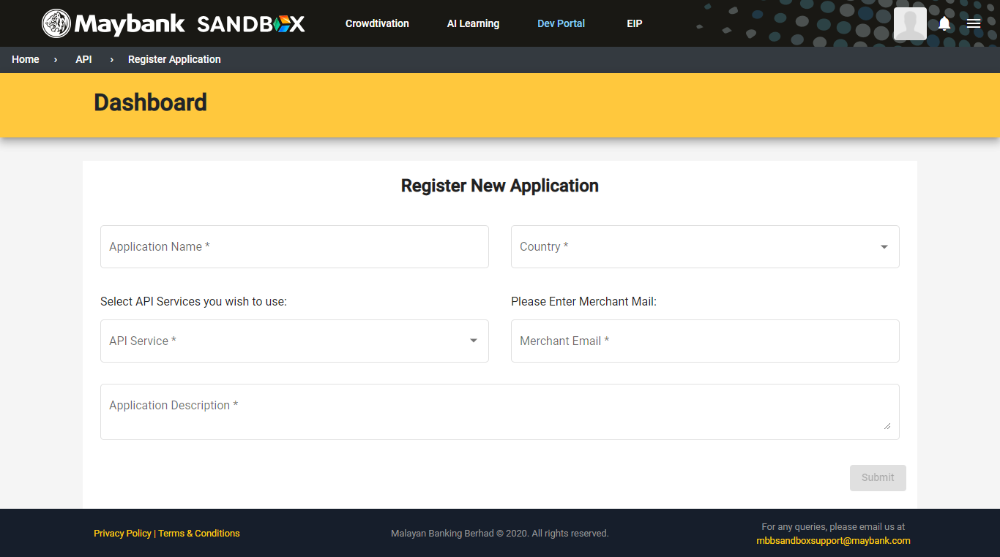 Maybank SANDBOX Crowdtivation AI Learning Dev Portal EIP
Home › API › Register Application
Dashboard
Register New Application
Application Name *
Country *
Select API Services you wish to use:
Please Enter Merchant Mail:
API Service *
Merchant Email *
Application Description *
Submit
Privacy Policy | Terms & Conditions
Malayan Banking Berhad © 2020. All rights reserved.
For any queries, please email us at
mbbsandboxsupport@maybank.com